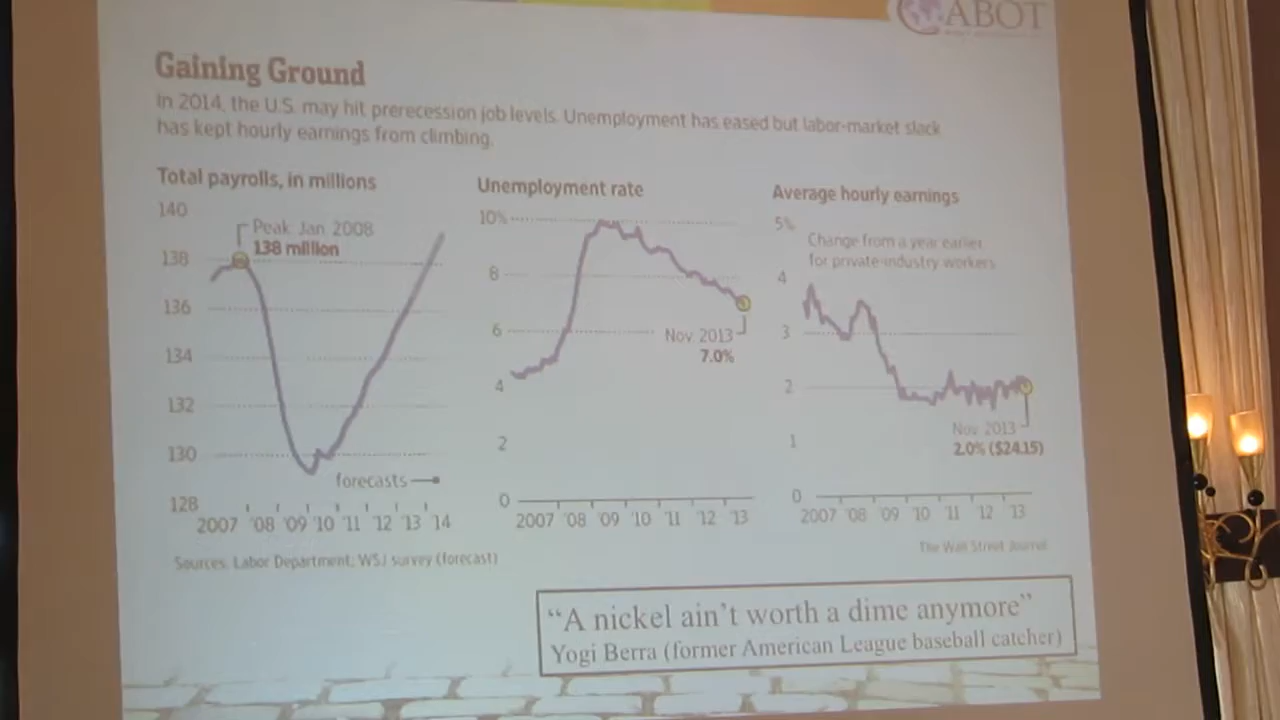 ABOT
Gaining Ground
In 2014, the U.S. may hit prerecession job levels. Unemployment has eased but labor-market slack
has kept hourly earnings from climbing.
Total payrolls, in millions
140
Peak Jan. 2008
138 million
138
136
134
132
130
forecasts
128
2007 '08 '09 '10 '11 '12 '13 '14
Unemployment rate
10%
8
6
Nov. 2013
7.0%
4
2
0
2007 '08 '09 '10 '11 '12 '13
Average hourly earnings
5%
Change from a year earlier
for private-industry workers
4
3
2
Nov. 2013
2.0% ($24.15)
1
0
2007 '08 '09 '10 '11 '12 '13
Sources: Labor Department; WSJ survey (forecast)
The Wall Street Journal
“A nickel ain’t worth a dime anymore”
Yogi Berra (former American League baseball catcher)